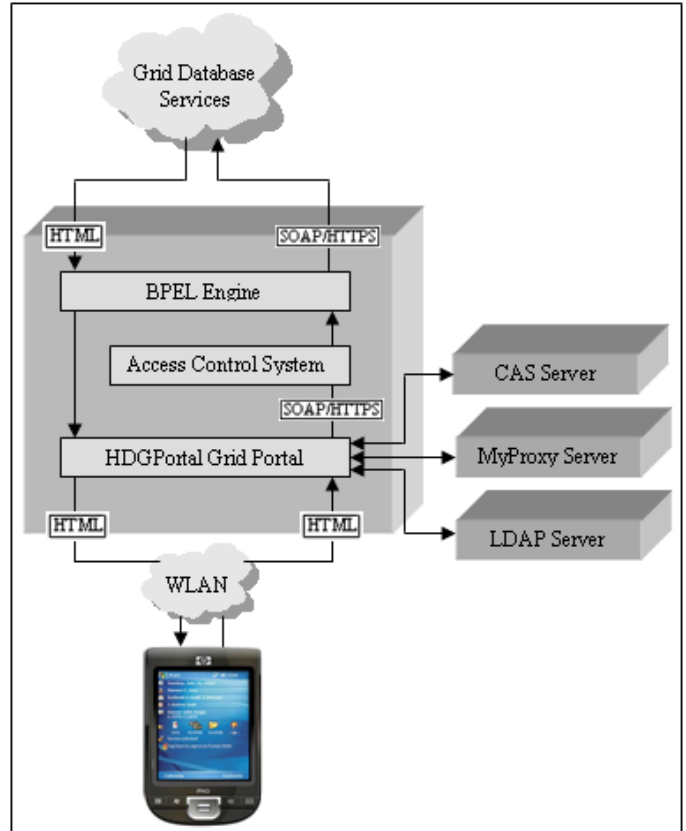 Grid Database
Services
HTML
SOAP/HTTPS
BPEL Engine
Access Control System
SOAP/HTTPS
HDGPortal Grid Portal
HTML
HTML
CAS Server
MyProxy Server
LDAP Server
WLAN
hp